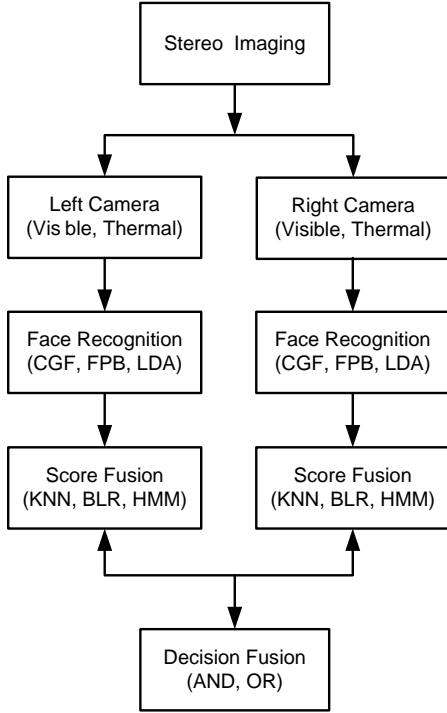 Stereo Imaging
Left Camera
(Vis ble, Thermal)
Right Camera
(Visible, Thermal)
Face Recognition
(CGF, FPB, LDA)
Face Recognition
(CGF, FPB, LDA)
Score Fusion
(KNN, BLR, HMM)
Score Fusion
(KNN, BLR, HMM)
Decision Fusion
(AND, OR)